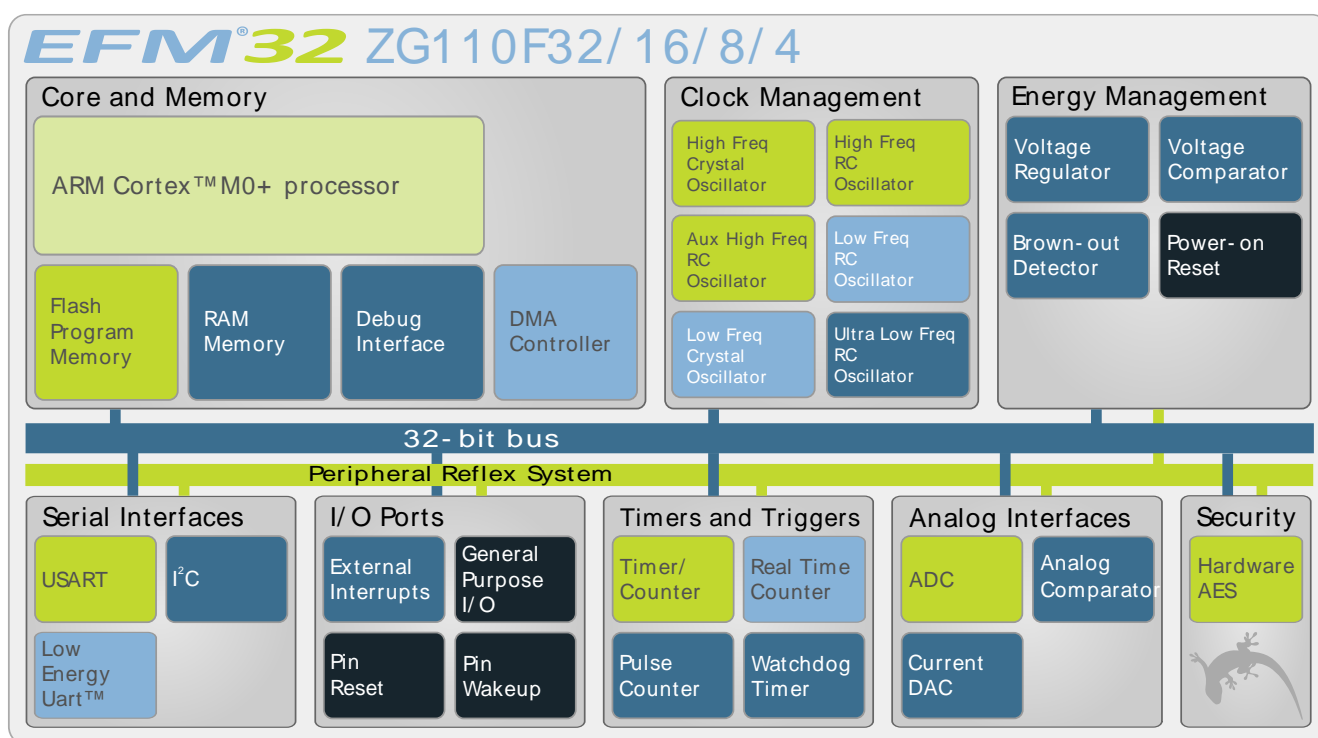 EFM®32 ZG110F32/16/8/4
Core and Memory
ARM Cortex™ M0+ processor
Flash
Program
Memory
RAM
Memory
Debug
Interface
DMA
Controller
Clock Management
High Freq
Crystal
Oscillator
High Freq
RC
Oscillator
Aux High Freq
RC
Oscillator
Low Freq
RC
Oscillator
Low Freq
Crystal
Oscillator
Ultra Low Freq
RC
Oscillator
Energy Management
Voltage
Regulator
Voltage
Comparator
Brown-out
Detector
Power-on
Reset
32-bit bus
Peripheral Reflex System
Serial Interfaces
USART
I²C
Low
Energy
Uart™
I/O Ports
External
Interrupts
General
Purpose
I/O
Pin
Reset
Pin
Wakeup
Timers and Triggers
Timer/
Counter
Real Time
Counter
Pulse
Counter
Watchdog
Timer
Analog Interfaces
ADC
Analog
Comparator
Current
DAC
Security
Hardware
AES